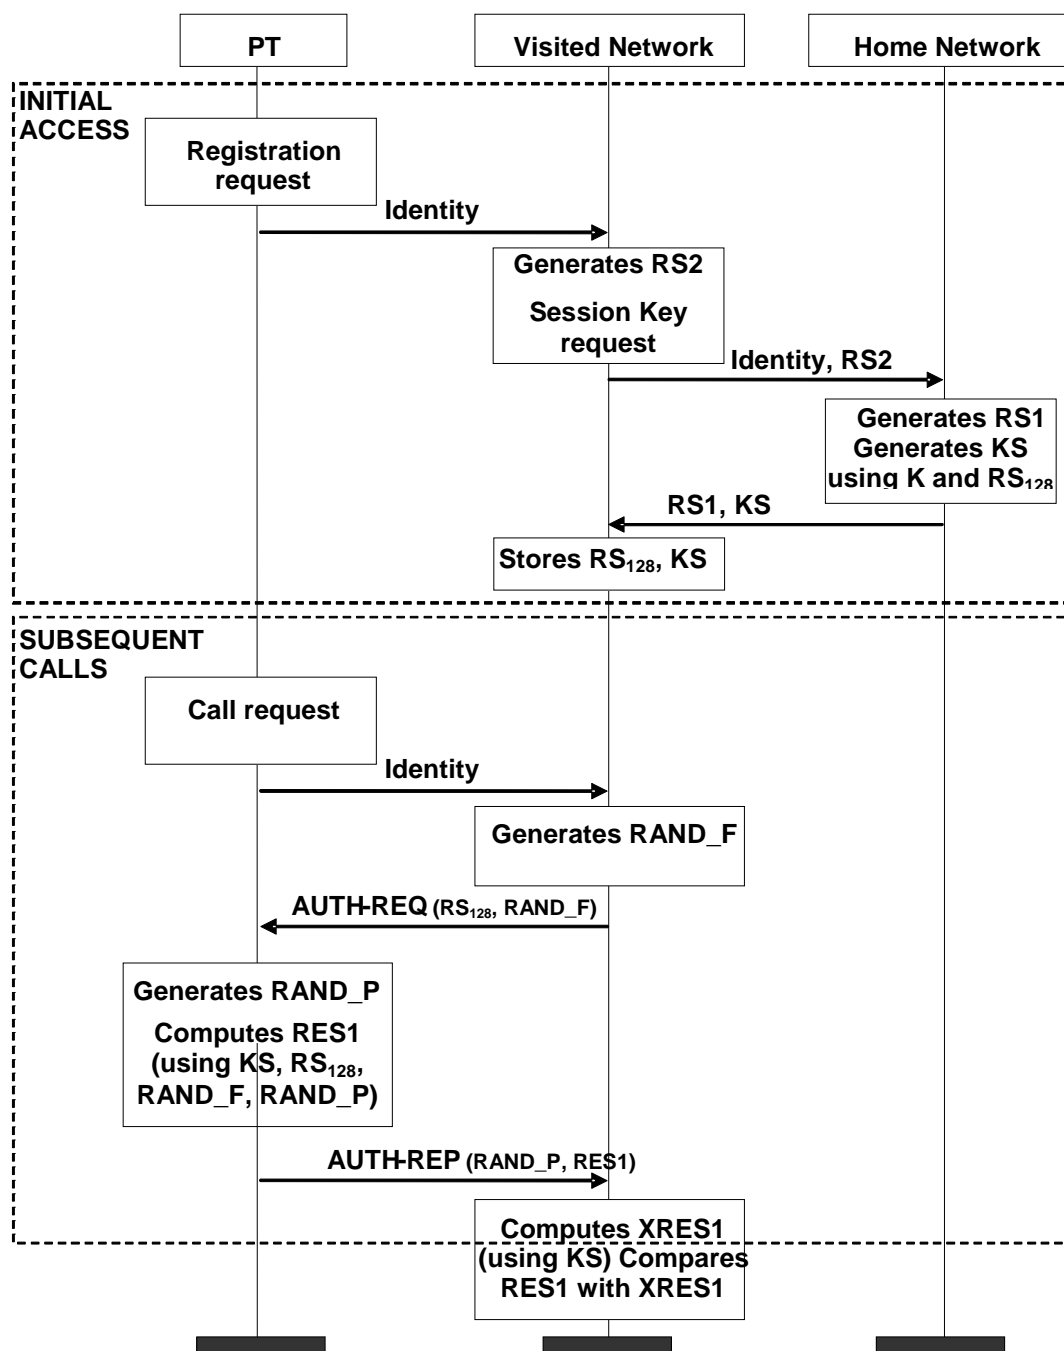 PT
Visited Network
Home Network
INITIAL
ACCESS
Registration
request
Identity
Generates RS2
Session Key
request
Identity, RS2
Generates RS1
Generates KS
using K and RS128
RS1, KS
Stores RS128, KS
SUBSEQUENT
CALLS
Call request
Identity
Generates RAND_F
AUTH-REQ (RS128, RAND_F)
Generates RAND_P
Computes RES1
(using KS, RS128,
RAND_F, RAND_P)
AUTH-REP (RAND_P, RES1)
Computes XRES1
(using KS) Compares
RES1 with XRES1